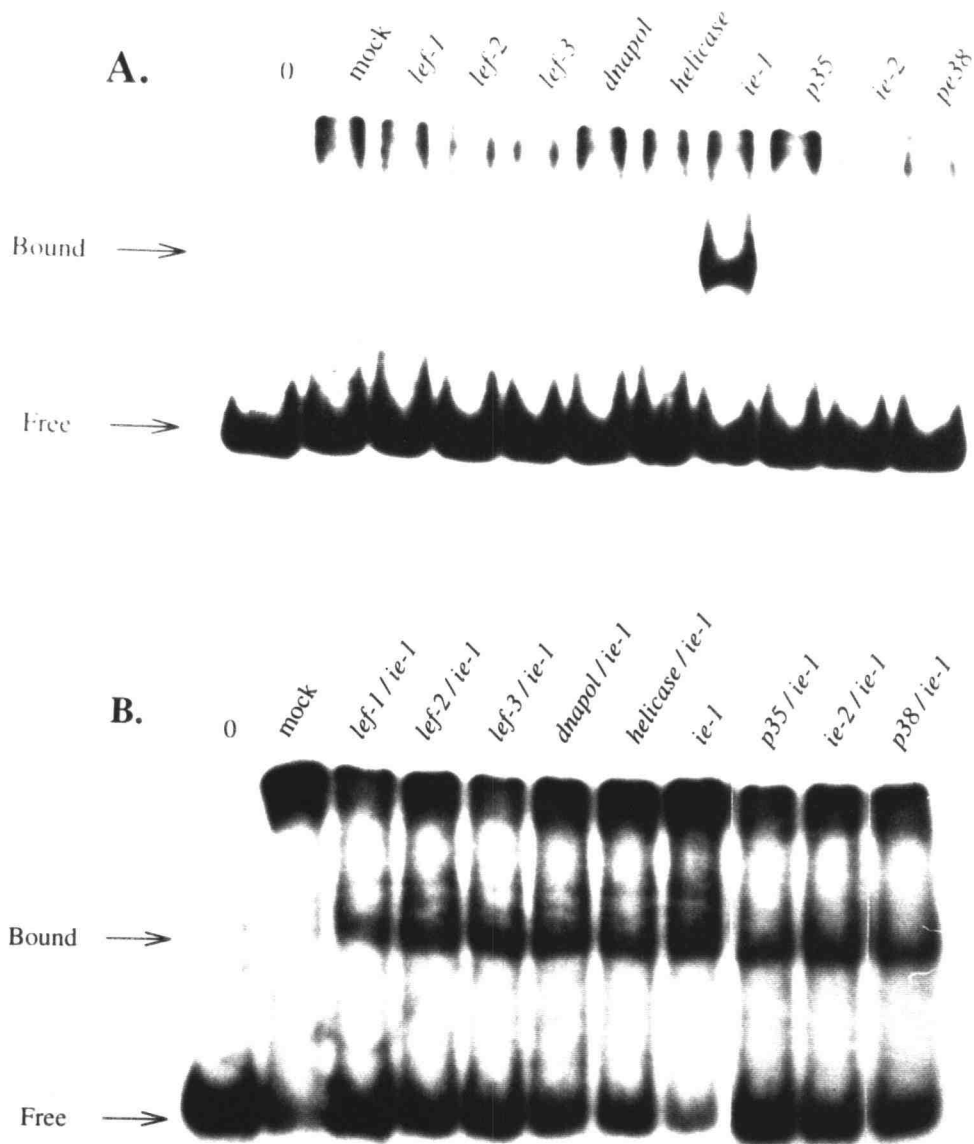 A. 0 mock lef-1 lef-2 lef-3 dnapol helicase ie-1 p35 ie-2 pe38
Bound
Free
B. 0 mock lef-1 / ie-1 lef-2 / ie-1 lef-3 / ie-1 dnapol / ie-1 helicase / ie-1 ie-1 p35 / ie-1 ie-2 / ie-1 p38 / ie-1
Bound
Free